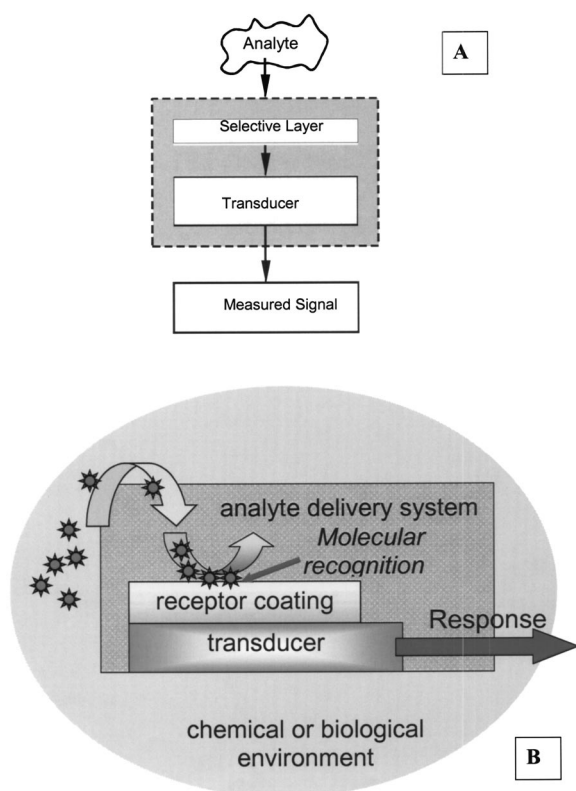 Analyte
A
Selective Layer
Transducer
Measured Signal
analyte delivery system
Molecular
recognition
receptor coating
Response
transducer
chemical or biological
environment
B